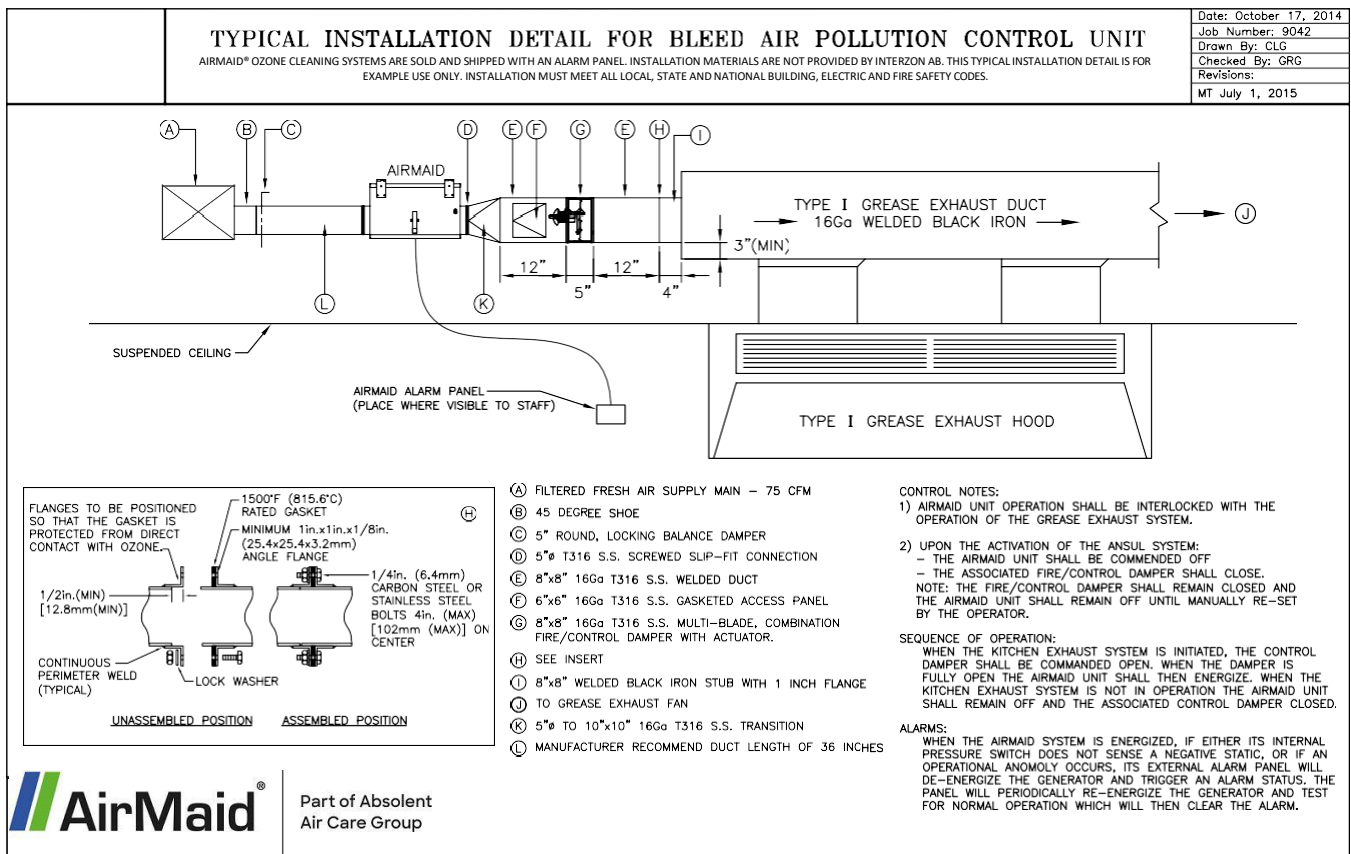 TYPICAL INSTALLATION DETAIL FOR BLEED AIR POLLUTION CONTROL UNIT
AIRMAID® OZONE CLEANING SYSTEMS ARE SOLD AND SHIPPED WITH AN ALARM PANEL. INSTALLATION MATERIALS ARE NOT PROVIDED BY INTERZON AB. THIS TYPICAL INSTALLATION DETAIL IS FOR
EXAMPLE USE ONLY. INSTALLATION MUST MEET ALL LOCAL, STATE AND NATIONAL BUILDING, ELECTRIC AND FIRE SAFETY CODES.
Date: October 17, 2014
Job Number: 9042
Drawn By: CLG
Checked By: GRG
Revisions:
MT July 1, 2015
A
B
C
D
E
F
G
E
H
I
AIRMAID
TYPE I GREASE EXHAUST DUCT
16Ga WELDED BLACK IRON
J
3"(MIN)
12"
5"
12"
4"
L
K
SUSPENDED CEILING
AIRMAID ALARM PANEL
(PLACE WHERE VISIBLE TO STAFF)
TYPE I GREASE EXHAUST HOOD
FLANGES TO BE POSITIONED
SO THAT THE GASKET IS
PROTECTED FROM DIRECT
CONTACT WITH OZONE.
1500°F (815.6°C)
RATED GASKET
MINIMUM 1in.x1in.x1/8in.
(25.4x25.4x3.2mm)
ANGLE FLANGE
H
1/2in.(MIN)
[12.8mm(MIN)]
1/4in. (6.4mm)
CARBON STEEL OR
STAINLESS STEEL
BOLTS 4in. (MAX)
[102mm (MAX)] ON
CENTER
CONTINUOUS
PERIMETER WELD
(TYPICAL)
LOCK WASHER
UNASSEMBLED POSITION
ASSEMBLED POSITION
A FILTERED FRESH AIR SUPPLY MAIN – 75 CFM
B 45 DEGREE SHOE
C 5" ROUND, LOCKING BALANCE DAMPER
D 5"ø T316 S.S. SCREWED SLIP-FIT CONNECTION
E 8"x8" 16Ga T316 S.S. WELDED DUCT
F 6"x6" 16Ga T316 S.S. GASKETED ACCESS PANEL
G 8"x8" 16Ga T316 S.S. MULTI-BLADE, COMBINATION
FIRE/CONTROL DAMPER WITH ACTUATOR.
H SEE INSERT
I 8"x8" WELDED BLACK IRON STUB WITH 1 INCH FLANGE
J TO GREASE EXHAUST FAN
K 5"ø TO 10"x10" 16Ga T316 S.S. TRANSITION
L MANUFACTURER RECOMMEND DUCT LENGTH OF 36 INCHES
CONTROL NOTES:
1) AIRMAID UNIT OPERATION SHALL BE INTERLOCKED WITH THE
OPERATION OF THE GREASE EXHAUST SYSTEM.
2) UPON THE ACTIVATION OF THE ANSUL SYSTEM:
– THE AIRMAID UNIT SHALL BE COMMENDED OFF
– THE ASSOCIATED FIRE/CONTROL DAMPER SHALL CLOSE.
NOTE: THE FIRE/CONTROL DAMPER SHALL REMAIN CLOSED AND
THE AIRMAID UNIT SHALL REMAIN OFF UNTIL MANUALLY RE-SET
BY THE OPERATOR.
SEQUENCE OF OPERATION:
WHEN THE KITCHEN EXHAUST SYSTEM IS INITIATED, THE CONTROL
DAMPER SHALL BE COMMANDED OPEN. WHEN THE DAMPER IS
FULLY OPEN THE AIRMAID UNIT SHALL THEN ENERGIZE. WHEN THE
KITCHEN EXHAUST SYSTEM IS NOT IN OPERATION THE AIRMAID UNIT
SHALL REMAIN OFF AND THE ASSOCIATED CONTROL DAMPER CLOSED.
ALARMS:
WHEN THE AIRMAID SYSTEM IS ENERGIZED, IF EITHER ITS INTERNAL
PRESSURE SWITCH DOES NOT SENSE A NEGATIVE STATIC, OR IF AN
OPERATIONAL ANOMOLY OCCURS, ITS EXTERNAL ALARM PANEL WILL
DE-ENERGIZE THE GENERATOR AND TRIGGER AN ALARM STATUS. THE
PANEL WILL PERIODICALLY RE-ENERGIZE THE GENERATOR AND TEST
FOR NORMAL OPERATION WHICH WILL THEN CLEAR THE ALARM.
AirMaid®
Part of Absolent
Air Care Group